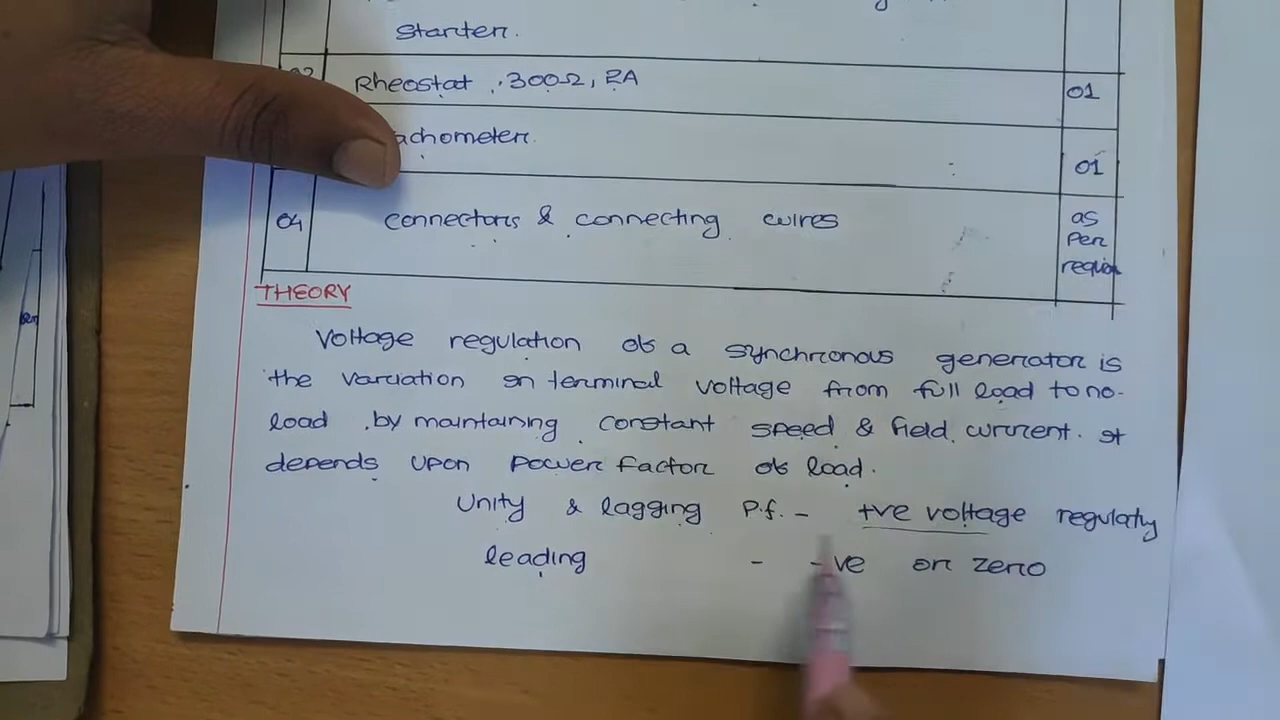 starter.
Rheostat, 300Ω, 2A 01
achometer. 01
04 connectors & connecting wires as per requi
THEORY
Voltage regulation of a synchronous generator is
the variation in terminal voltage from full load to no-
load by maintaining constant speed & field current. It
depends upon power factor of load.
Unity & lagging P.f. - +ve voltage regulaty
leading - -ve or zero